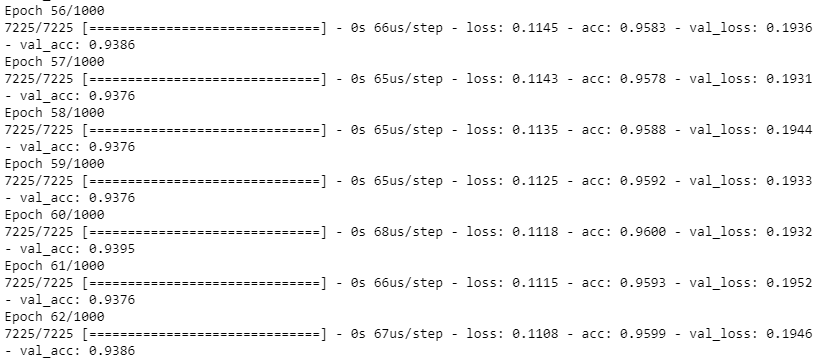 Epoch 56/1000
7225/7225 [==============================] - 0s 66us/step - loss: 0.1145 - acc: 0.9583 - val_loss: 0.1936
- val_acc: 0.9386
Epoch 57/1000
7225/7225 [==============================] - 0s 65us/step - loss: 0.1143 - acc: 0.9578 - val_loss: 0.1931
- val_acc: 0.9376
Epoch 58/1000
7225/7225 [==============================] - 0s 65us/step - loss: 0.1135 - acc: 0.9588 - val_loss: 0.1944
- val_acc: 0.9376
Epoch 59/1000
7225/7225 [==============================] - 0s 65us/step - loss: 0.1125 - acc: 0.9592 - val_loss: 0.1933
- val_acc: 0.9376
Epoch 60/1000
7225/7225 [==============================] - 0s 68us/step - loss: 0.1118 - acc: 0.9600 - val_loss: 0.1932
- val_acc: 0.9395
Epoch 61/1000
7225/7225 [==============================] - 0s 66us/step - loss: 0.1115 - acc: 0.9593 - val_loss: 0.1952
- val_acc: 0.9376
Epoch 62/1000
7225/7225 [==============================] - 0s 67us/step - loss: 0.1108 - acc: 0.9599 - val_loss: 0.1946
- val_acc: 0.9386